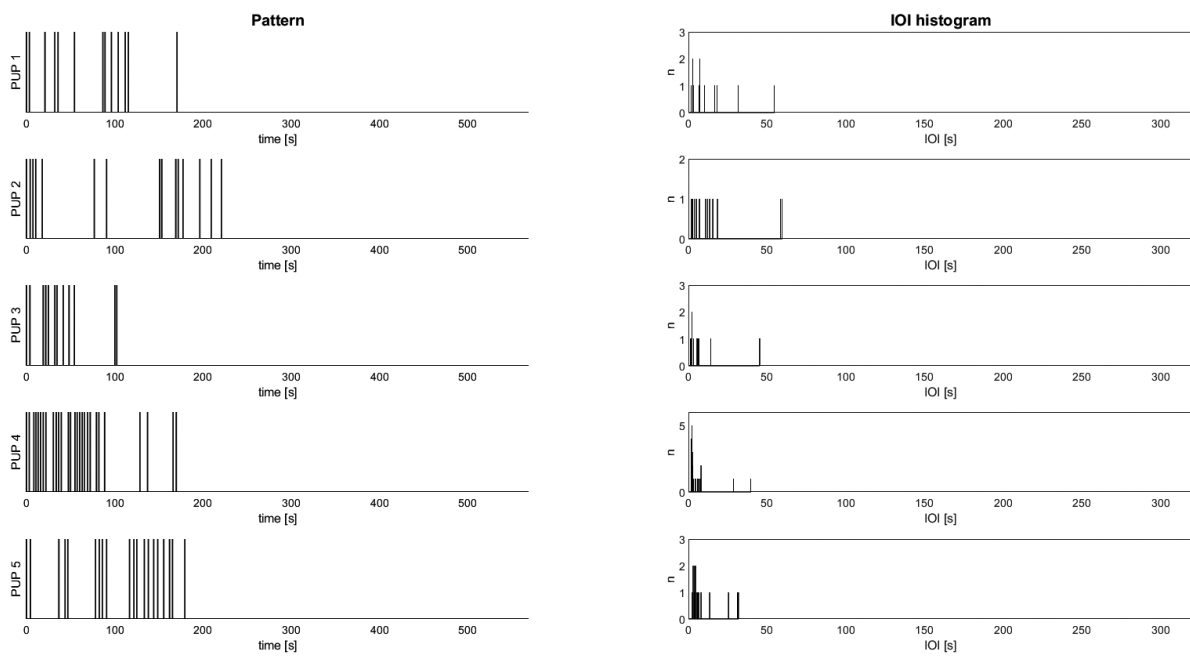 Pattern
PUP 1
0 100 200 300 400 500
time [s]
PUP 2
0 100 200 300 400 500
time [s]
PUP 3
0 100 200 300 400 500
time [s]
PUP 4
0 100 200 300 400 500
time [s]
PUP 5
0 100 200 300 400 500
time [s]
IOI histogram
3
2
n
1
0
0 50 100 150 200 250 300
IOI [s]
2
n
1
0
0 50 100 150 200 250 300
IOI [s]
3
2
n
1
0
0 50 100 150 200 250 300
IOI [s]
5
n
0
0 50 100 150 200 250 300
IOI [s]
3
2
n
1
0
0 50 100 150 200 250 300
IOI [s]